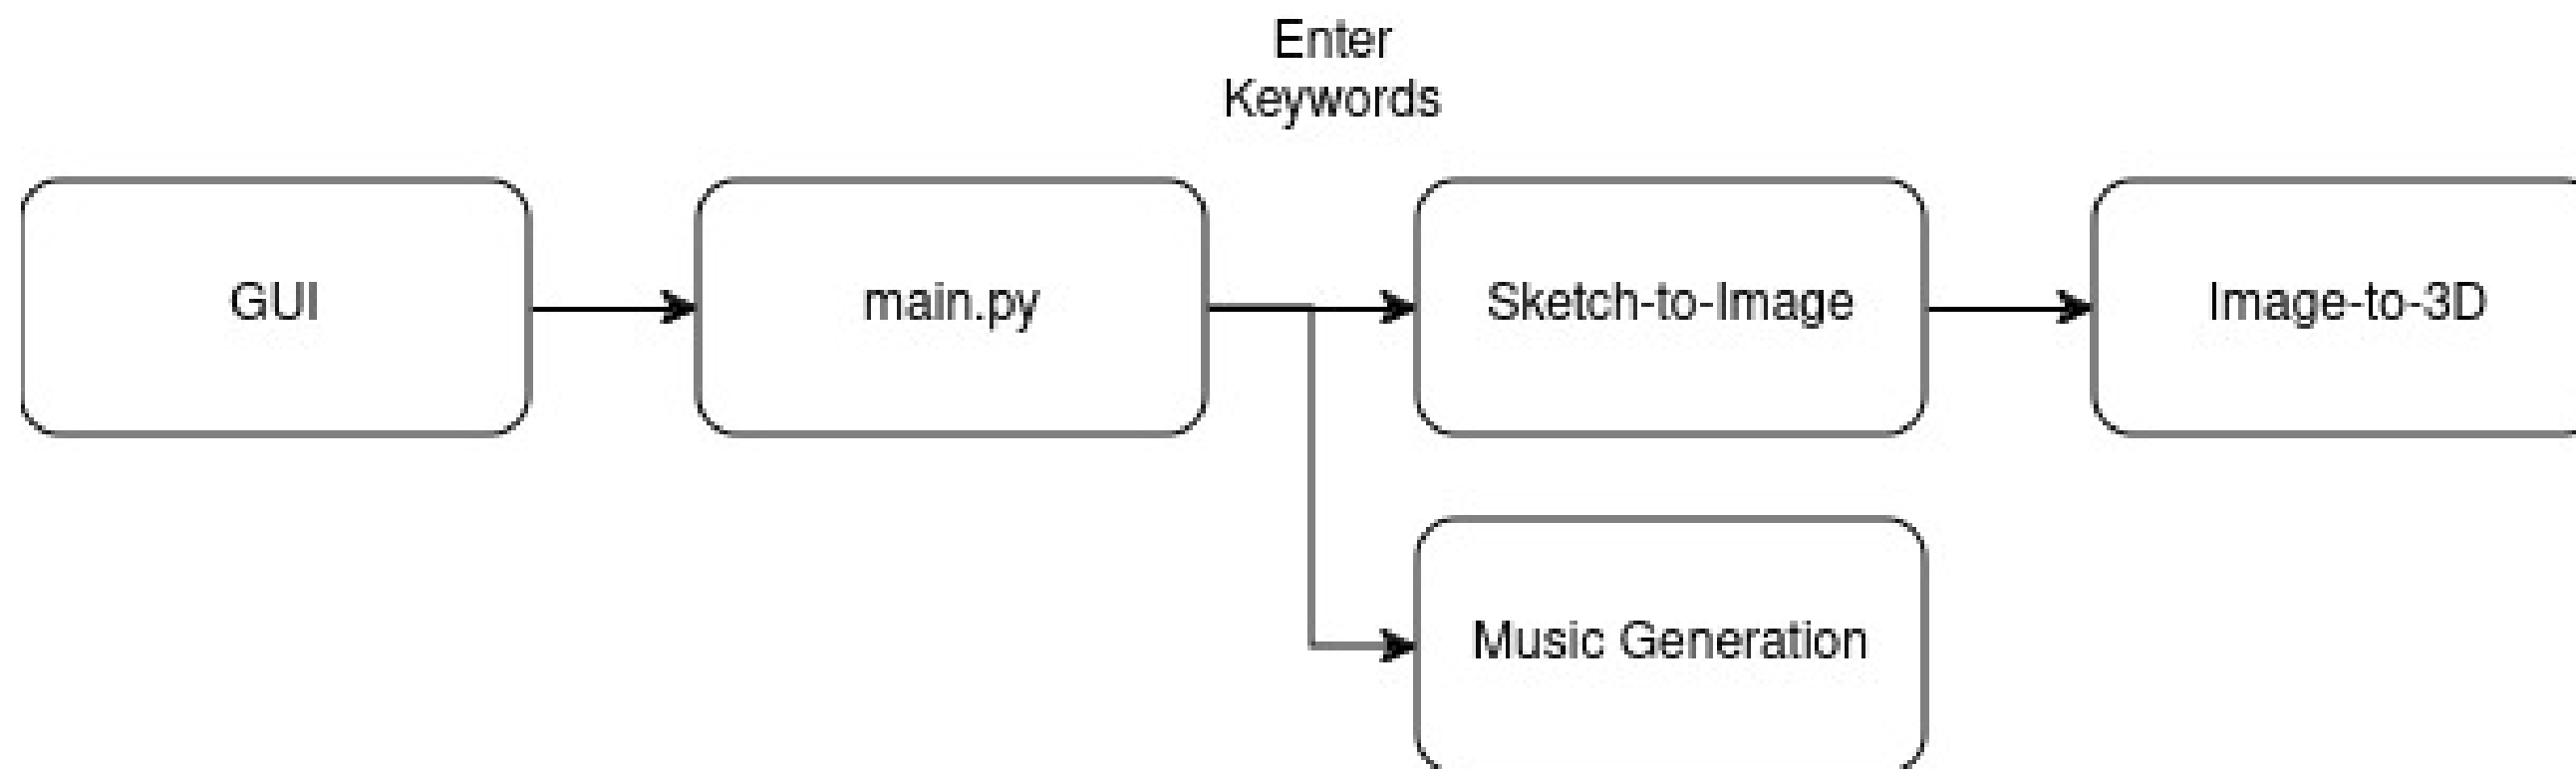 Enter
Keywords
GUI
main.py
Sketch-to-Image
Image-to-3D
Music Generation